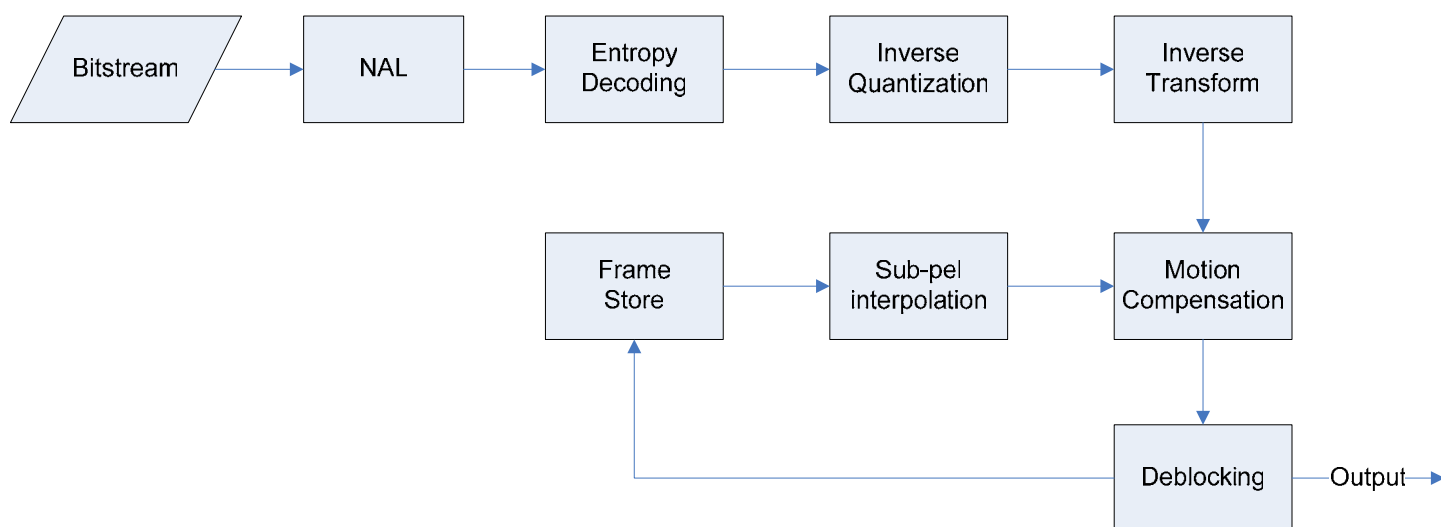 Bitstream
NAL
Entropy
Decoding
Inverse
Quantization
Inverse
Transform
Frame
Store
Sub-pel
interpolation
Motion
Compensation
Deblocking
Output